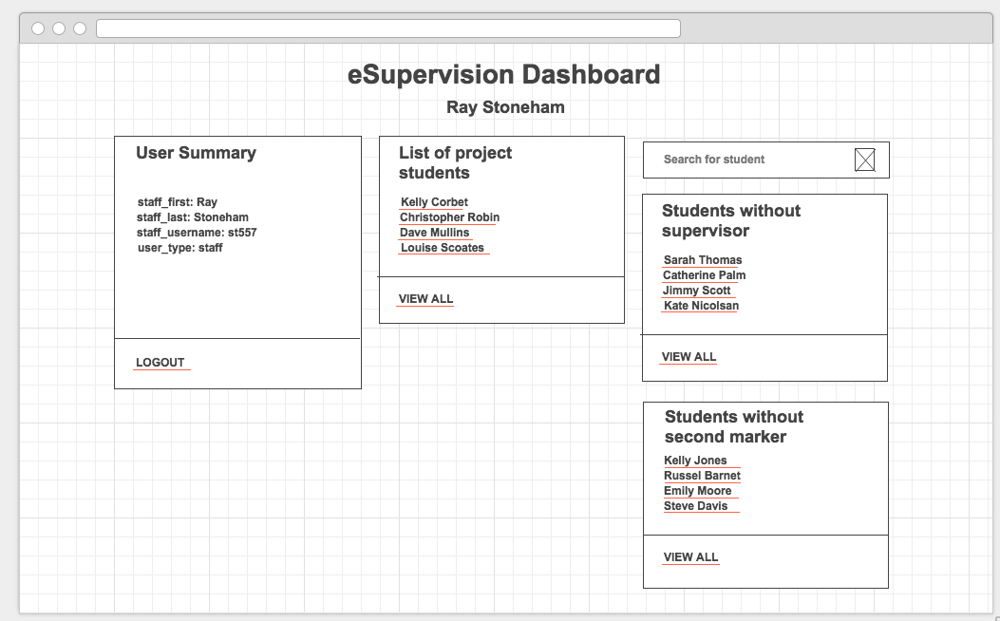 eSupervision Dashboard
Ray Stoneham
User Summary
staff_first: Ray
staff_last: Stoneham
staff_username: st557
user_type: staff
LOGOUT
List of project
students
Kelly Corbet
Christopher Robin
Dave Mullins
Louise Scoates
VIEW ALL
Search for student
Students without
supervisor
Sarah Thomas
Catherine Palm
Jimmy Scott
Kate Nicolsan
VIEW ALL
Students without
second marker
Kelly Jones
Russel Barnet
Emily Moore
Steve Davis
VIEW ALL